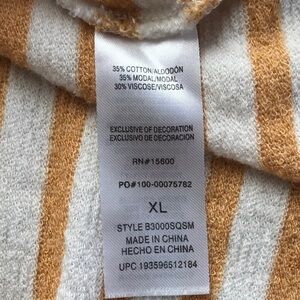 35% COTTON/ALGODÓN
35% MODAL/MODAL
30% VISCOSE/VISCOSA
EXCLUSIVE OF DECORATION
EXCLUSIVO DE DECORACIÓN
RN#15600
PO#100-00075782
XL
STYLE B3000SQSM
MADE IN CHINA
HECHO EN CHINA
UPC 193596512184